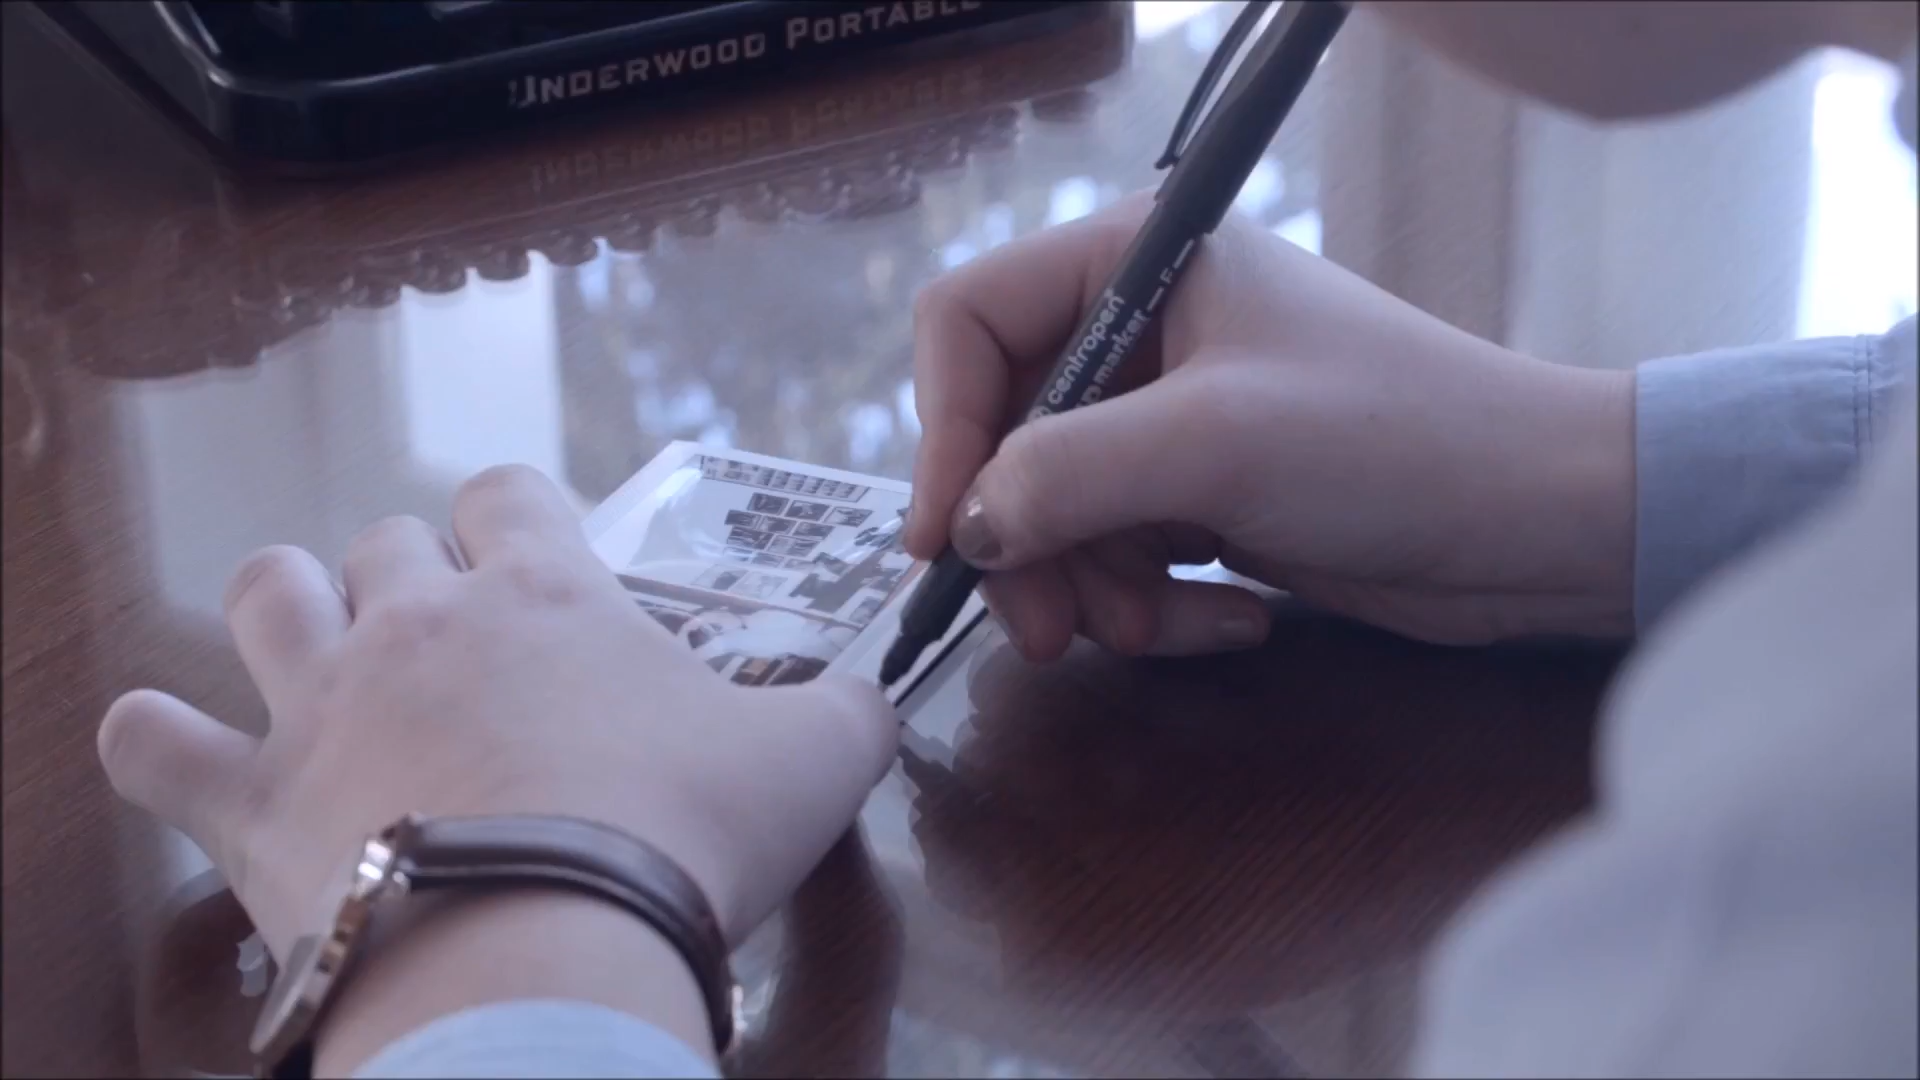 UNDERWOOD PORTABLE
centropen
marker — F —